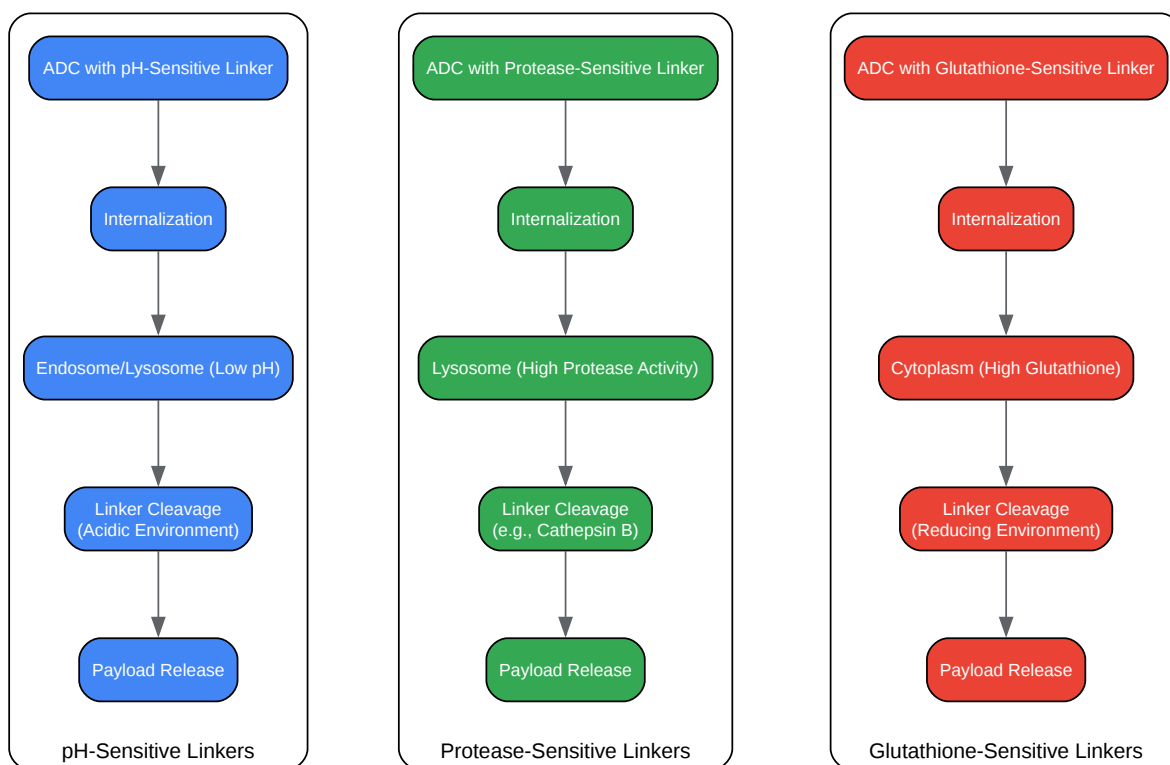 ADC with pH-Sensitive Linker
Internalization
Endosome/Lysosome (Low pH)
Linker Cleavage
(Acidic Environment)
Payload Release
pH-Sensitive Linkers
ADC with Protease-Sensitive Linker
Internalization
Lysosome (High Protease Activity)
Linker Cleavage
(e.g., Cathepsin B)
Payload Release
Protease-Sensitive Linkers
ADC with Glutathione-Sensitive Linker
Internalization
Cytoplasm (High Glutathione)
Linker Cleavage
(Reducing Environment)
Payload Release
Glutathione-Sensitive Linkers